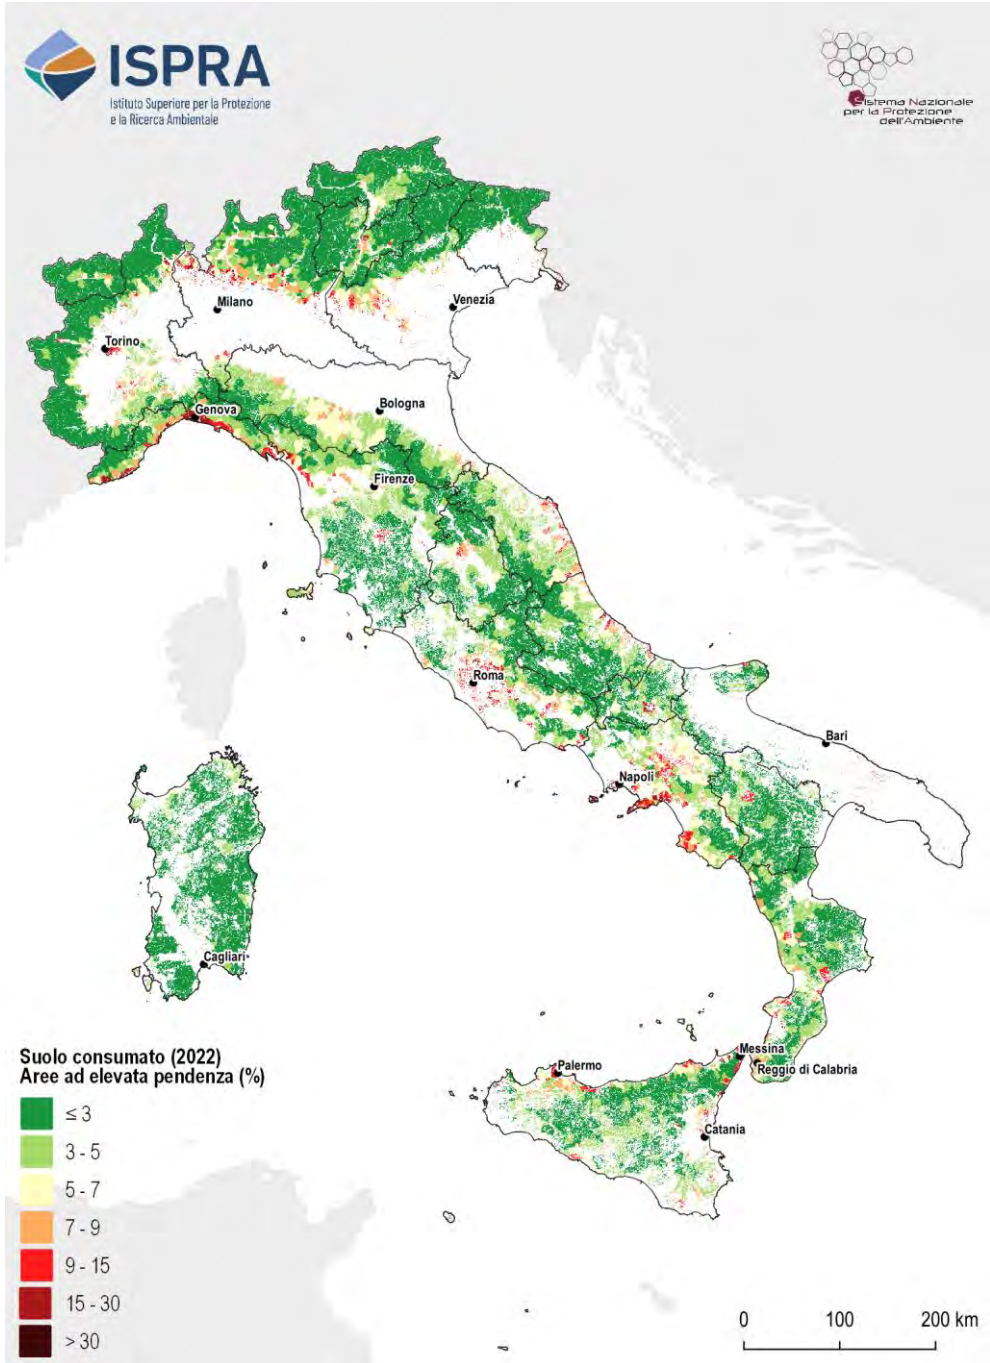 ISPRA
Istituto Superiore per la Protezione
e la Ricerca Ambientale
Sistema Nazionale
per la Protezione
dell'Ambiente
Milano
Venezia
Torino
Genova
Bologna
Firenze
Roma
Bari
Napoli
Cagliari
Messina
Palermo
Reggio di Calabria
Catania
Suolo consumato (2022)
Aree ad elevata pendenza (%)
≤ 3
3 - 5
5 - 7
7 - 9
9 - 15
15 - 30
> 30
0 100 200 km